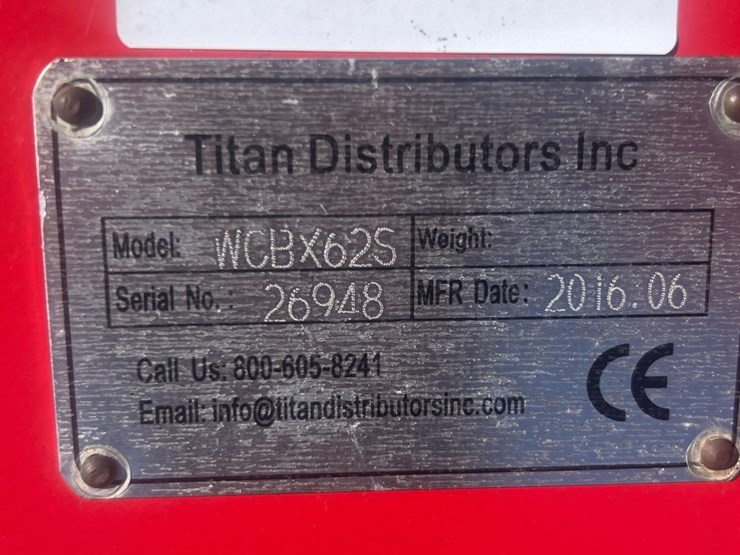 Titan Distributors Inc
Model: WCBX62S Weight:
Serial No.: 26948 MFR Date: 2016.06
Call Us: 800-605-8241
Email: info@titandistributorsinc.com
CE